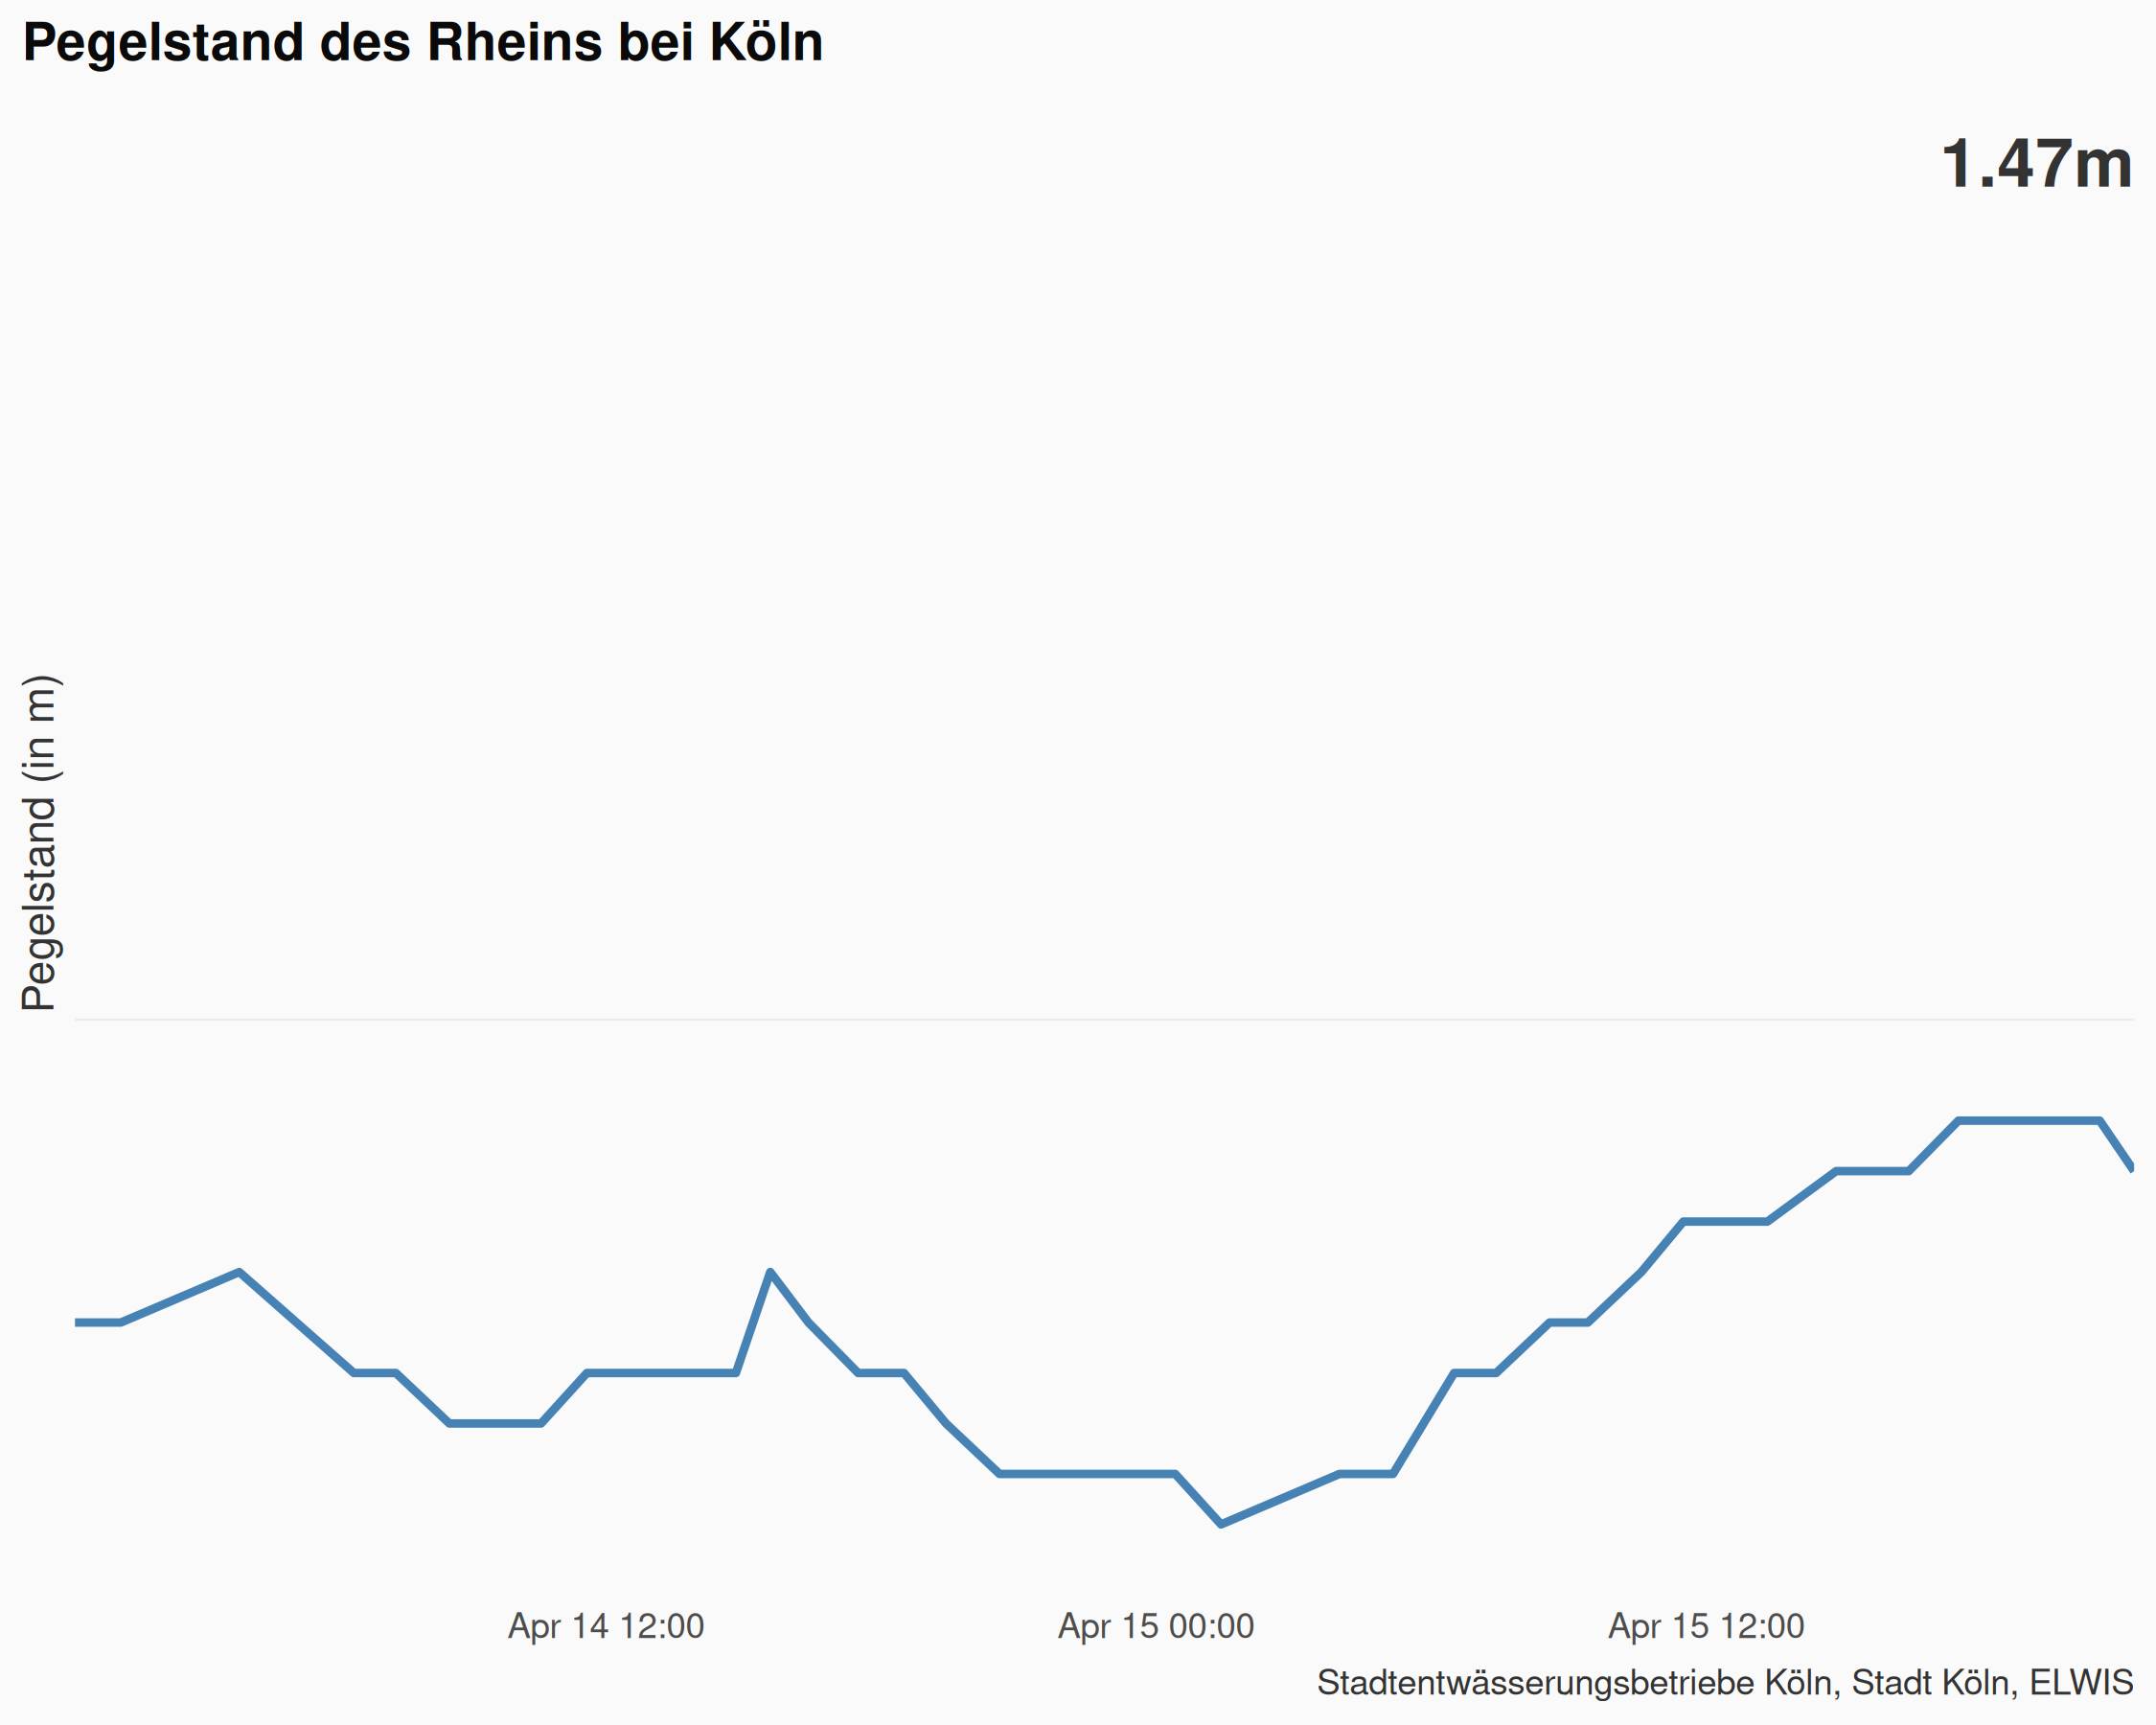 Pegelstand des Rheins bei Köln
1.47m
Pegelstand (in m)
Apr 14 12:00
Apr 15 00:00
Apr 15 12:00
Stadtentwässerungsbetriebe Köln, Stadt Köln, ELWIS